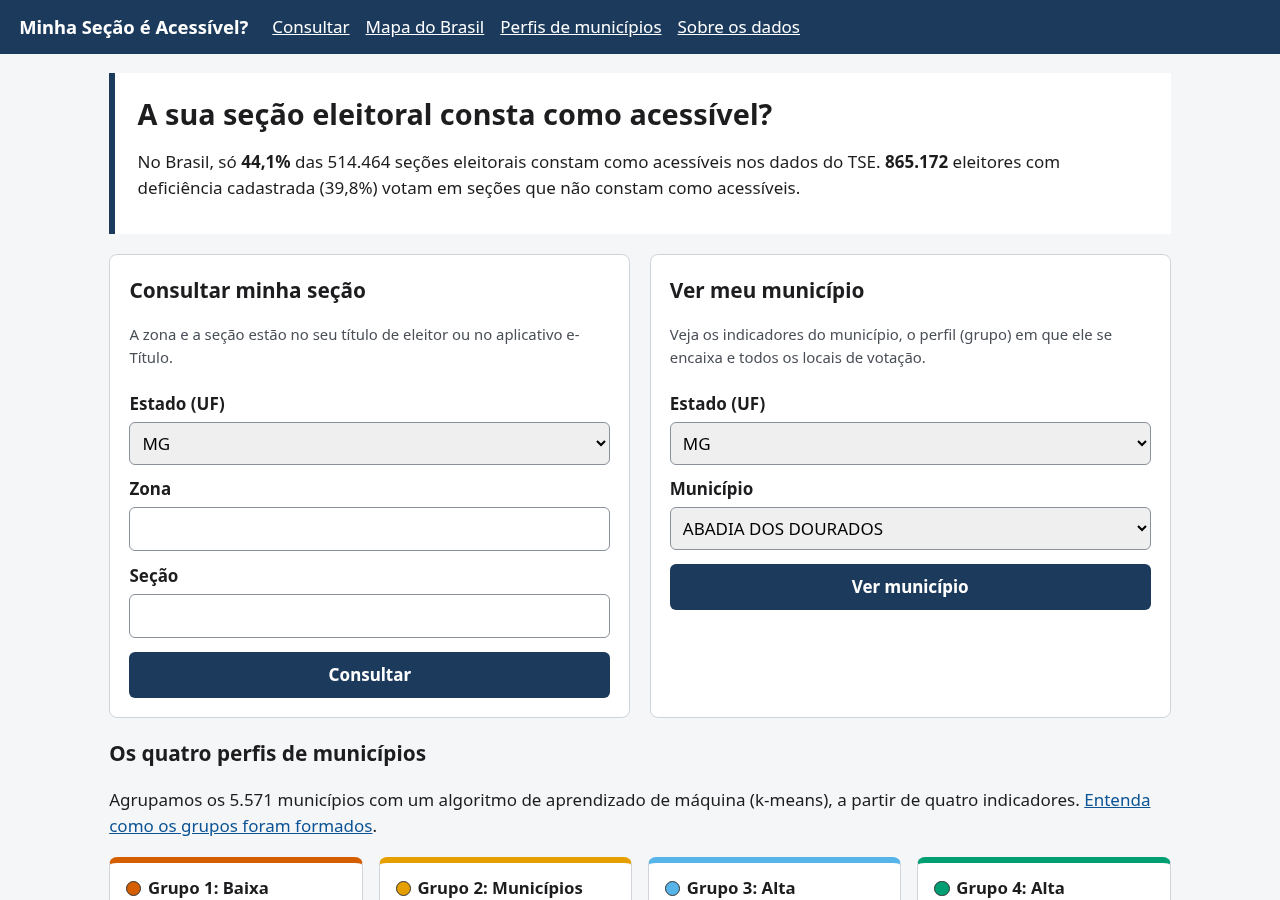 Minha Seção é Acessível? Consultar Mapa do Brasil Perfis de municípios Sobre os dados
A sua seção eleitoral consta como acessível?
No Brasil, só 44,1% das 514.464 seções eleitorais constam como acessíveis nos dados do TSE. 865.172 eleitores com
deficiência cadastrada (39,8%) votam em seções que não constam como acessíveis.
Consultar minha seção
A zona e a seção estão no seu título de eleitor ou no aplicativo e-
Título.
Estado (UF)
MG
Zona
Seção
Consultar
Ver meu município
Veja os indicadores do município, o perfil (grupo) em que ele se
encaixa e todos os locais de votação.
Estado (UF)
MG
Município
ABADIA DOS DOURADOS
Ver município
Os quatro perfis de municípios
Agrupamos os 5.571 municípios com um algoritmo de aprendizado de máquina (k-means), a partir de quatro indicadores. Entenda
como os grupos foram formados.
Grupo 1: Baixa
Grupo 2: Municípios
Grupo 3: Alta
Grupo 4: Alta